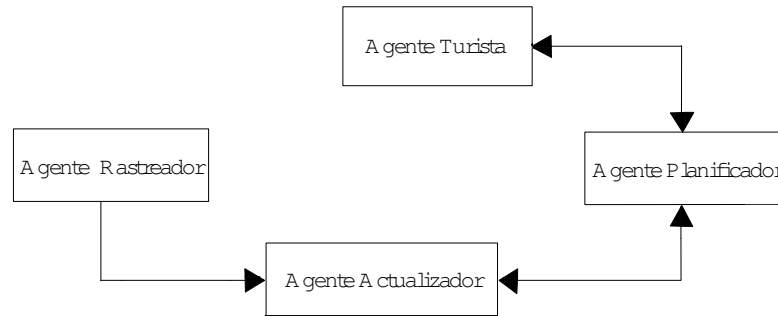 Agente Turista
Agente Rastreador
Agente Planificador
Agente Actualizador